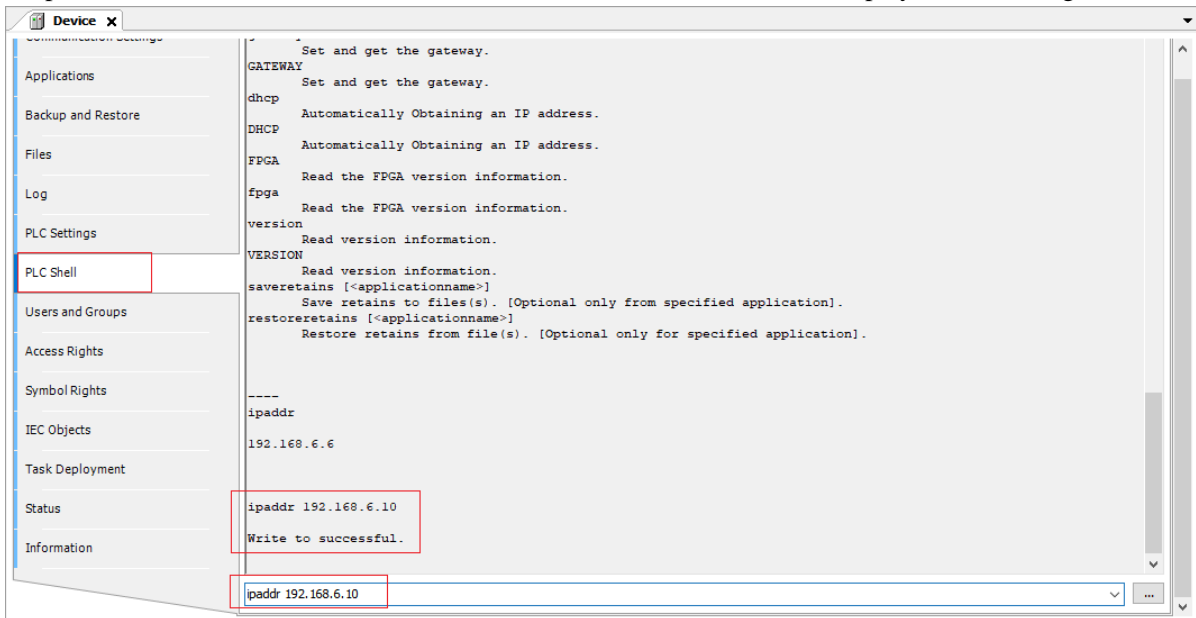 Device
Applications
Backup and Restore
Files
Log
PLC Settings
PLC Shell
Users and Groups
Access Rights
Symbol Rights
IEC Objects
Task Deployment
Status
Information
Set and get the gateway.
GATEWAY
Set and get the gateway.
dhcp
Automatically Obtaining an IP address.
DHCP
Automatically Obtaining an IP address.
FPGA
Read the FPGA version information.
fpga
Read the FPGA version information.
version
Read version information.
VERSION
Read version information.
saveretains [<applicationname>]
Save retains to files(s). [Optional only from specified application].
restoreretains [<applicationname>]
Restore retains from file(s). [Optional only for specified application].
----
ipaddr
192.168.6.6
ipaddr 192.168.6.10
Write to successful.
ipaddr 192.168.6.10
...